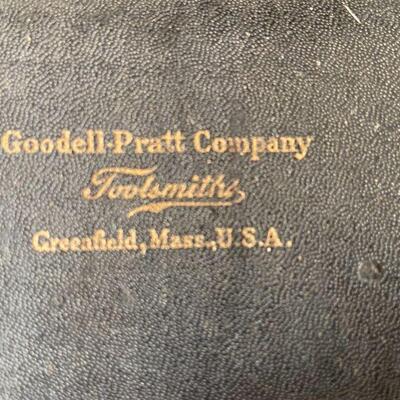 Goodell-Pratt Company
Toolsmiths
Greenfield, Mass., U.S.A.